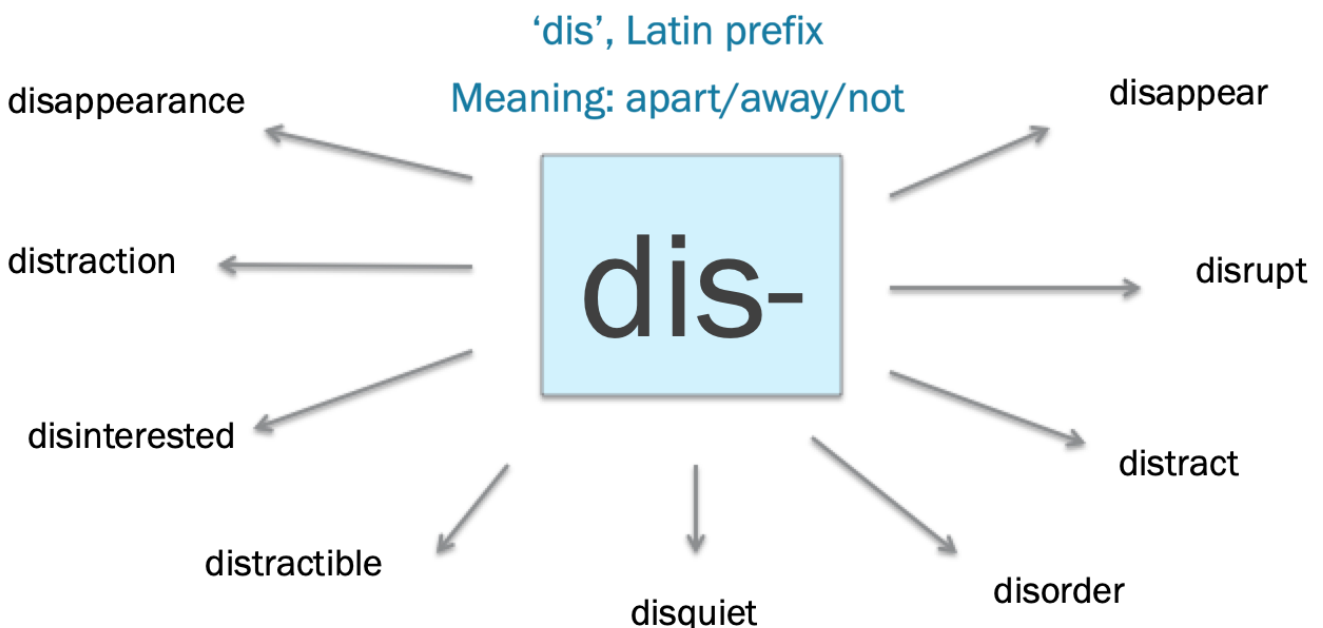 ‘dis’, Latin prefix
Meaning: apart/away/not
disappearance
disappear
dis-
distraction
disrupt
disinterested
distract
distractible
disorder
disquiet